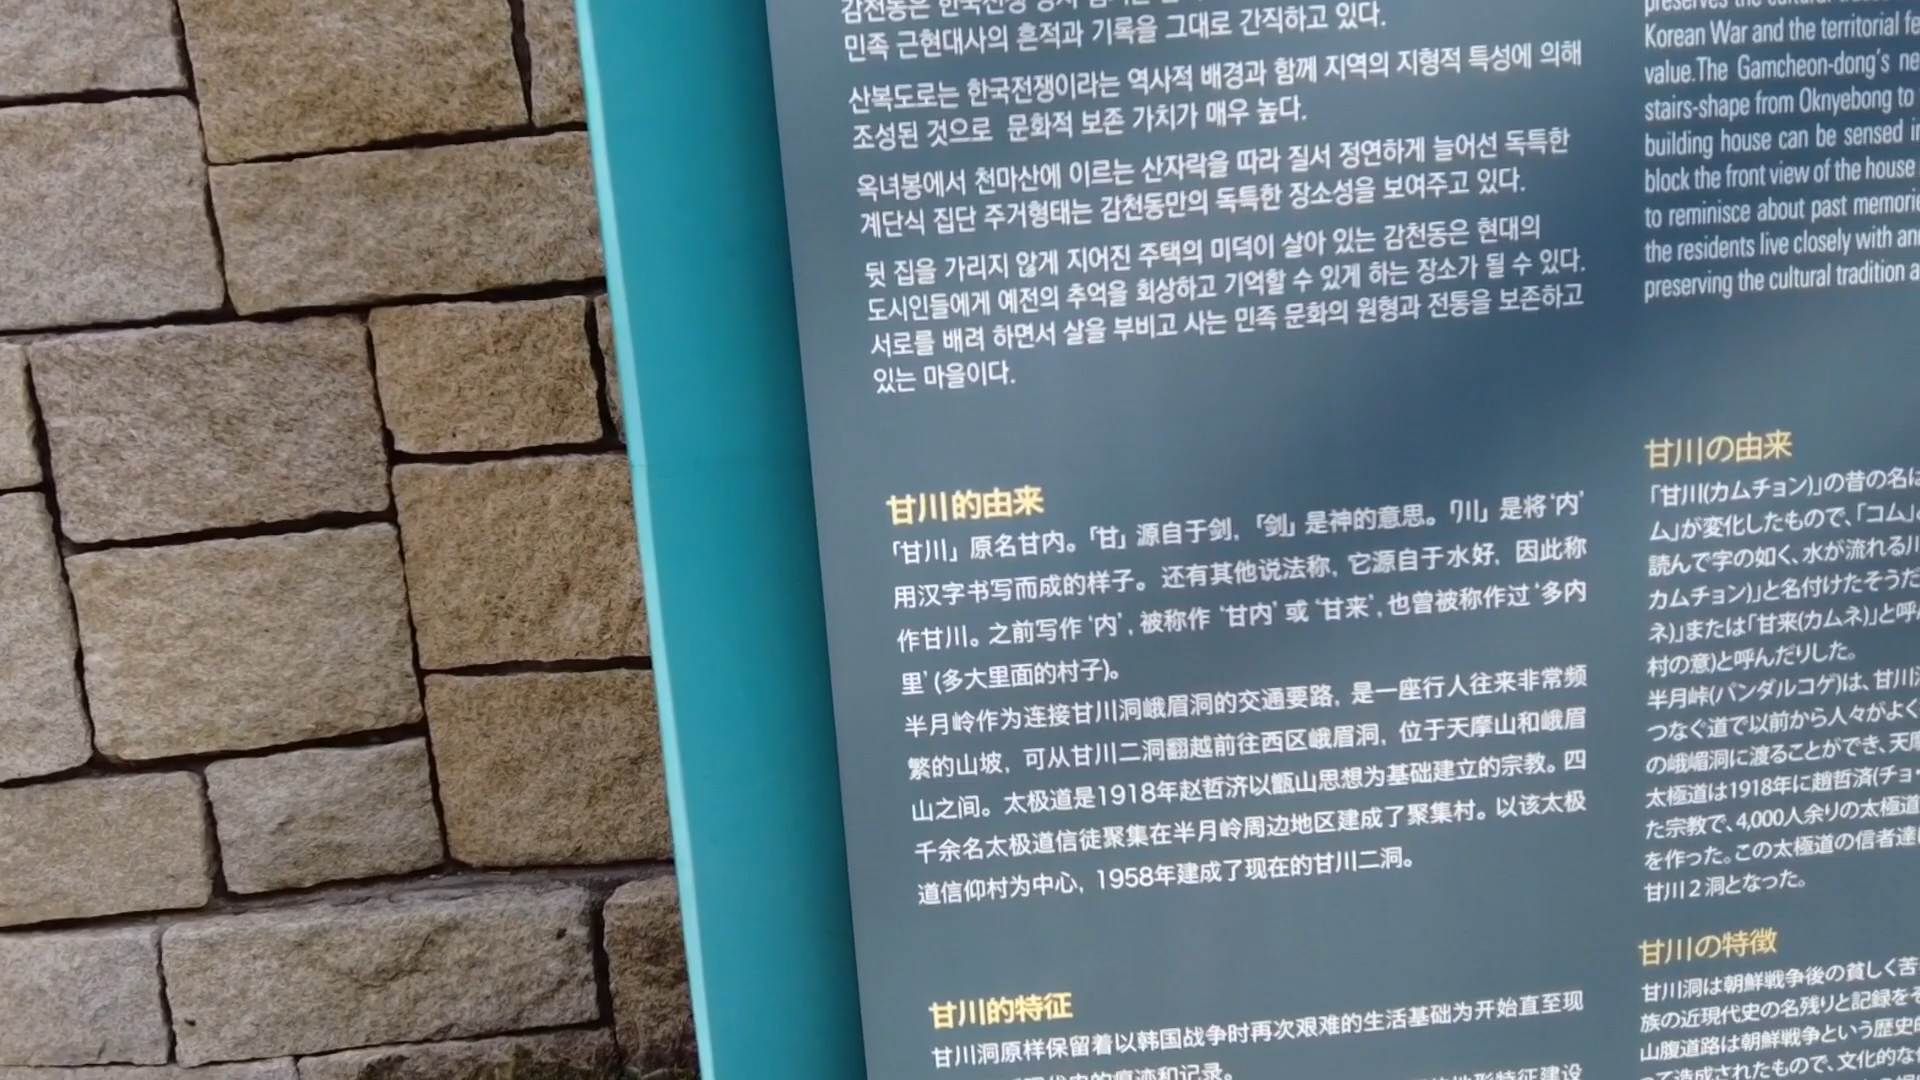 민족 근현대사의 흔적과 기록을 그대로 간직하고 있다.
산복도로는 한국전쟁이라는 역사적 배경과 함께 지역의 지형적 특성에 의해
조성된 것으로 문화적 보존 가치가 매우 높다.
옥녀봉에서 천마산에 이르는 산자락을 따라 질서 정연하게 늘어선 독특한
계단식 집단 주거형태는 감천동만의 독특한 장소성을 보여주고 있다.
뒷 집을 가리지 않게 지어진 주택의 미덕이 살아 있는 감천동은 현대의
도시인들에게 예전의 추억을 회상하고 기억할 수 있게 하는 장소가 될 수 있다.
서로를 배려 하면서 살을 부비고 사는 민족 문화의 원형과 전통을 보존하고
있는 마을이다.
Korean War and the territorial
value.The Gamcheon-dong's
stairs-shape from Oknyebong to
building house can be sensed
block the front view of the house
to reminisce about past
the residents live closely with
preserving the cultural tradition
甘川的由来
「甘川」原名甘内。「甘」源自于剑,「剑」是神的意思。「川」是将‘内’
用汉字书写而成的样子。还有其他说法称, 它源自于水好, 因此称
作甘川。之前写作‘内’, 被称作‘甘内’或‘甘来’, 也曾被称作过‘多内
里’(多大里面的村子)。
半月岭作为连接甘川洞峨眉洞的交通要路, 是一座行人往来非常频
繁的山坡, 可从甘川二洞翻越前往西区峨眉洞, 位于天摩山和峨眉
山之间。太极道是1918年赵哲济以甑山思想为基础建立的宗教。四
千余名太极道信徒聚集在半月岭周边地区建成了聚集村。以该太极
道信仰村为中心, 1958年建成了现在的甘川二洞。
甘川的特征
甘川洞原样保留着以韩国战争时再次艰难的生活基础为开始直至现
甘川の由来
「甘川(カムチョン)」の昔の名は
ム」が変化したもので、「コム」
読んで字の如く、水が流れる川
カムチョン)」と名付けたそうだ
ネ)」または「甘来(カムネ)」と呼
村の意)と呼んだりした。
半月峠(パンダルコゲ)は、甘川
つなぐ道で以前から人々がよく
の峨嵋洞に渡ることができ、天
太極道は1918年に趙哲済(チョ
た宗教で、4,000人余りの太極道
を作った。この太極道の信者達
甘川２洞となった。
甘川の特徴
甘川洞は朝鮮戦争後の貧しく苦
族の近現代史の名残りと記録をそ
山腹道路は朝鮮戦争という歴史
て造成されたもので、文化的な